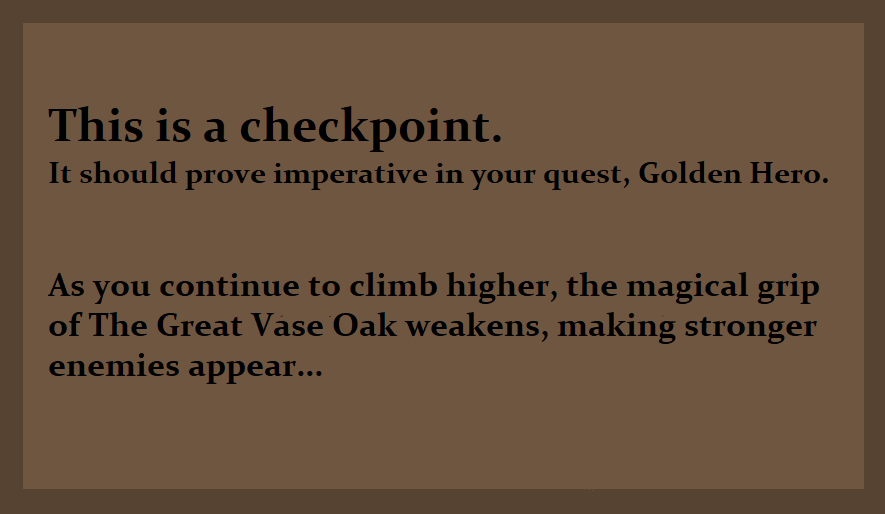 This is a checkpoint.
It should prove imperative in your quest, Golden Hero.
As you continue to climb higher, the magical grip
of The Great Vase Oak weakens, making stronger
enemies appear...